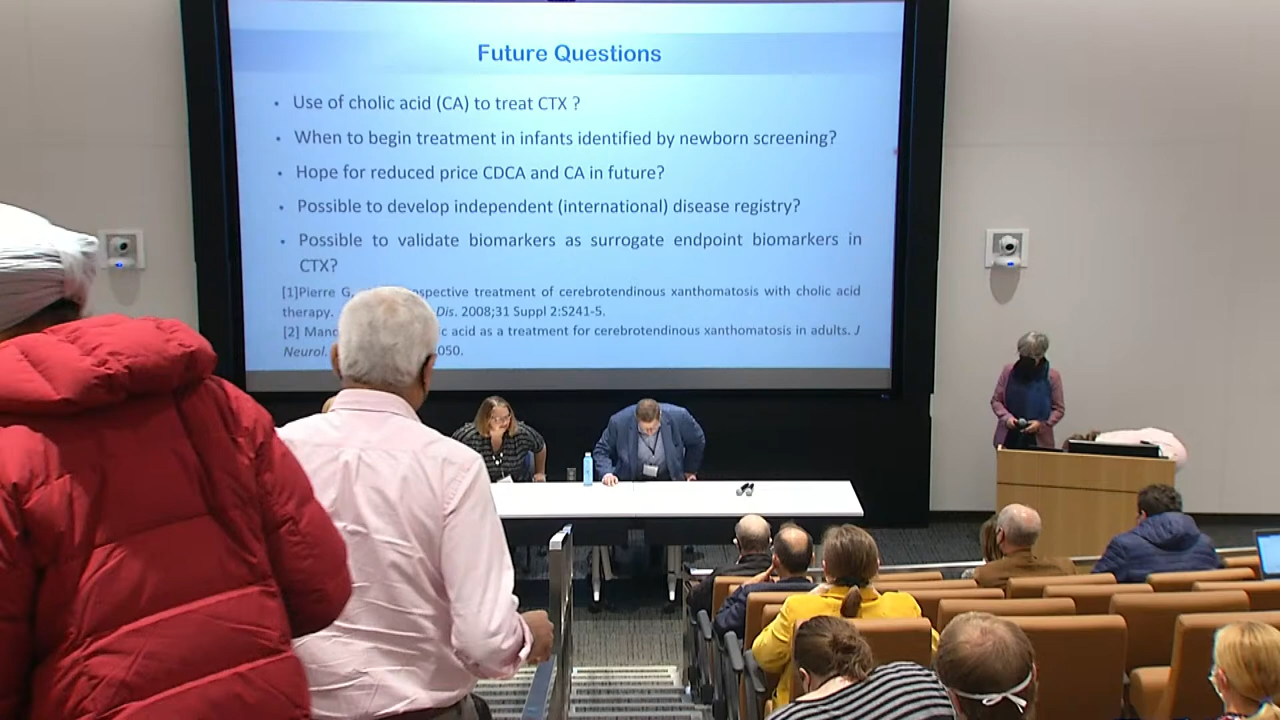 Future Questions
• Use of cholic acid (CA) to treat CTX ?
• When to begin treatment in infants identified by newborn screening?
• Hope for reduced price CDCA and CA in future?
• Possible to develop independent (international) disease registry?
• Possible to validate biomarkers as surrogate endpoint biomarkers in
CTX?
[1]Pierre G, treatment of cerebrotendinous xanthomatosis with cholic acid
therapy. Dis. 2008;31 Suppl 2:S241-5.
[2] acid as a treatment for cerebrotendinous xanthomatosis in adults. J
Neurol.